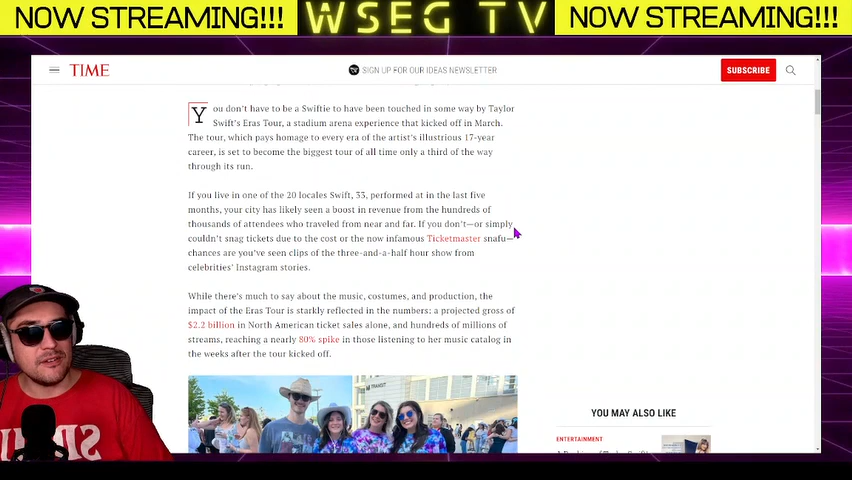 NOW STREAMING!!! WSEG TV NOW STREAMING!!!
TIME SIGN UP FOR OUR IDEAS NEWSLETTER SUBSCRIBE
You don't have to be a Swiftie to have been touched in some way by Taylor
Swift's Eras Tour, a stadium arena experience that kicked off in March.
The tour, which pays homage to every era of the artist's illustrious 17-year
career, is set to become the biggest tour of all time only a third of the way
through its run.
If you live in one of the 20 locales Swift, 33, performed at in the last five
months, your city has likely seen a boost in revenue from the hundreds of
thousands of attendees who traveled from near and far. If you don't—or simply
couldn't snag tickets due to the cost or the now infamous Ticketmaster snafu—
chances are you've seen clips of the three-and-a-half hour show from
celebrities' Instagram stories.
While there's much to say about the music, costumes, and production, the
impact of the Eras Tour is starkly reflected in the numbers: a projected gross of
$2.2 billion in North American ticket sales alone, and hundreds of millions of
streams, reaching a nearly 80% spike in those listening to her music catalog in
the weeks after the tour kicked off.
TRANSIT
YOU MAY ALSO LIKE
ENTERTAINMENT